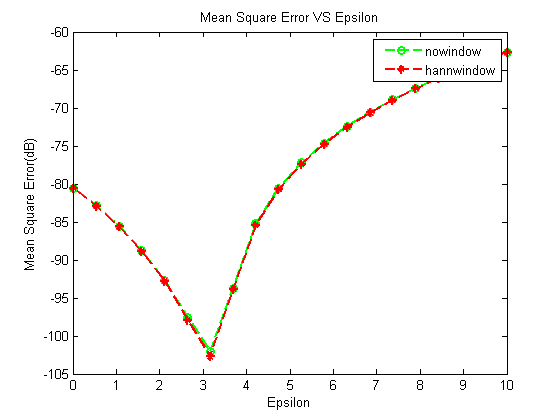 Mean Square Error VS Epsilon
nowindow
hannwindow
Mean Square Error(dB)
-60
-65
-70
-75
-80
-85
-90
-95
-100
-105
0 1 2 3 4 5 6 7 8 9 10
Epsilon